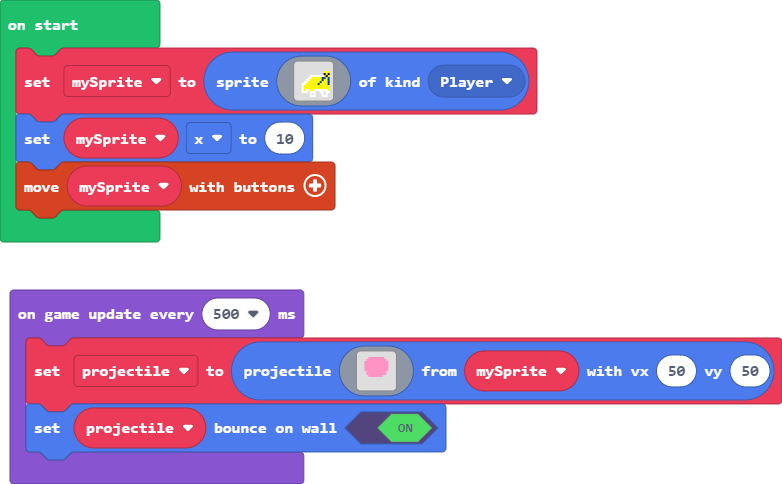 on start
set mySprite to sprite of kind Player
set mySprite x to 10
move mySprite with buttons
on game update every 500 ms
set projectile to projectile from mySprite with vx 50 vy 50
set projectile bounce on wall ON